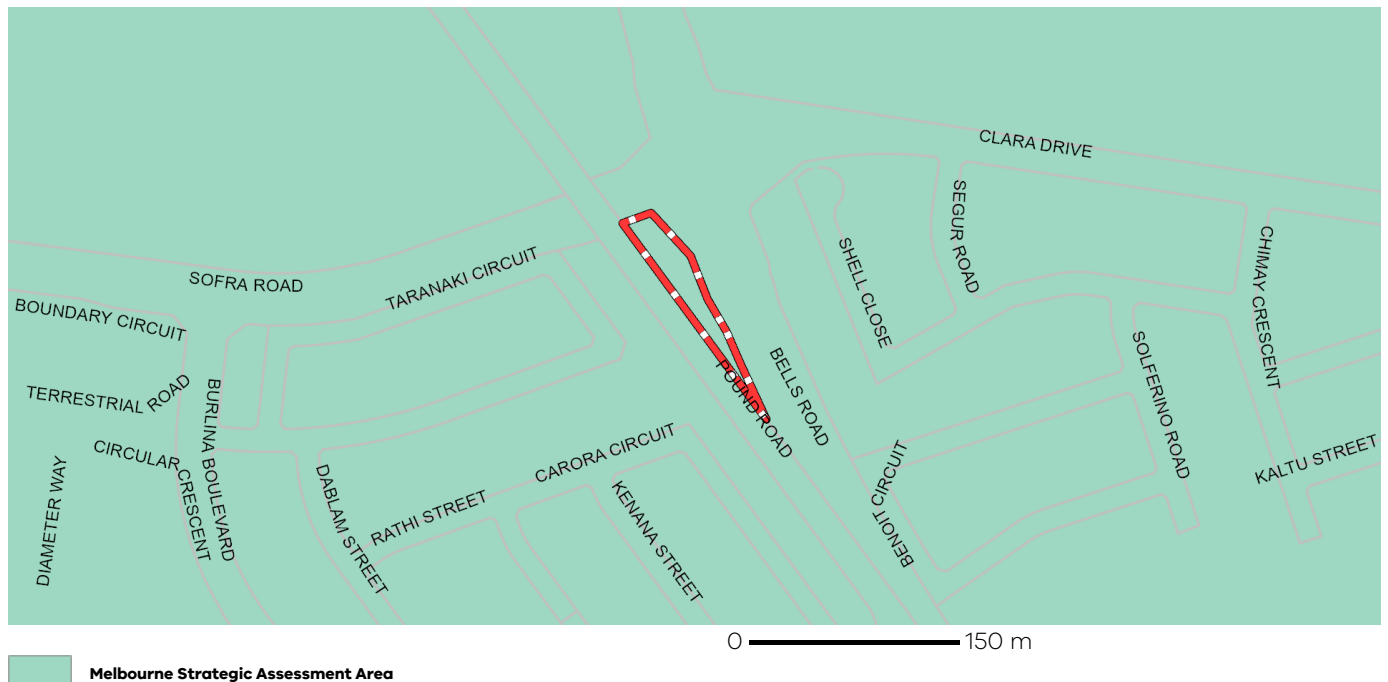 CLARA DRIVE
SEGUR ROAD
SHELL CLOSE
CHIMAY CRESCENT
TARANAKI CIRCUIT
SOFRA ROAD
BOUNDARY CIRCUIT
TERRESTRIAL ROAD
BURLINA BOULEVARD
POUND ROAD
BELLS ROAD
SOLFERINO ROAD
CIRCULAR CRESCENT
DIAMETER WAY
DABLAM STREET
RATHI STREET
CARORA CIRCUIT
KENANA STREET
BENOIT CIRCUIT
KALTU STREET
0 150 m
Melbourne Strategic Assessment Area